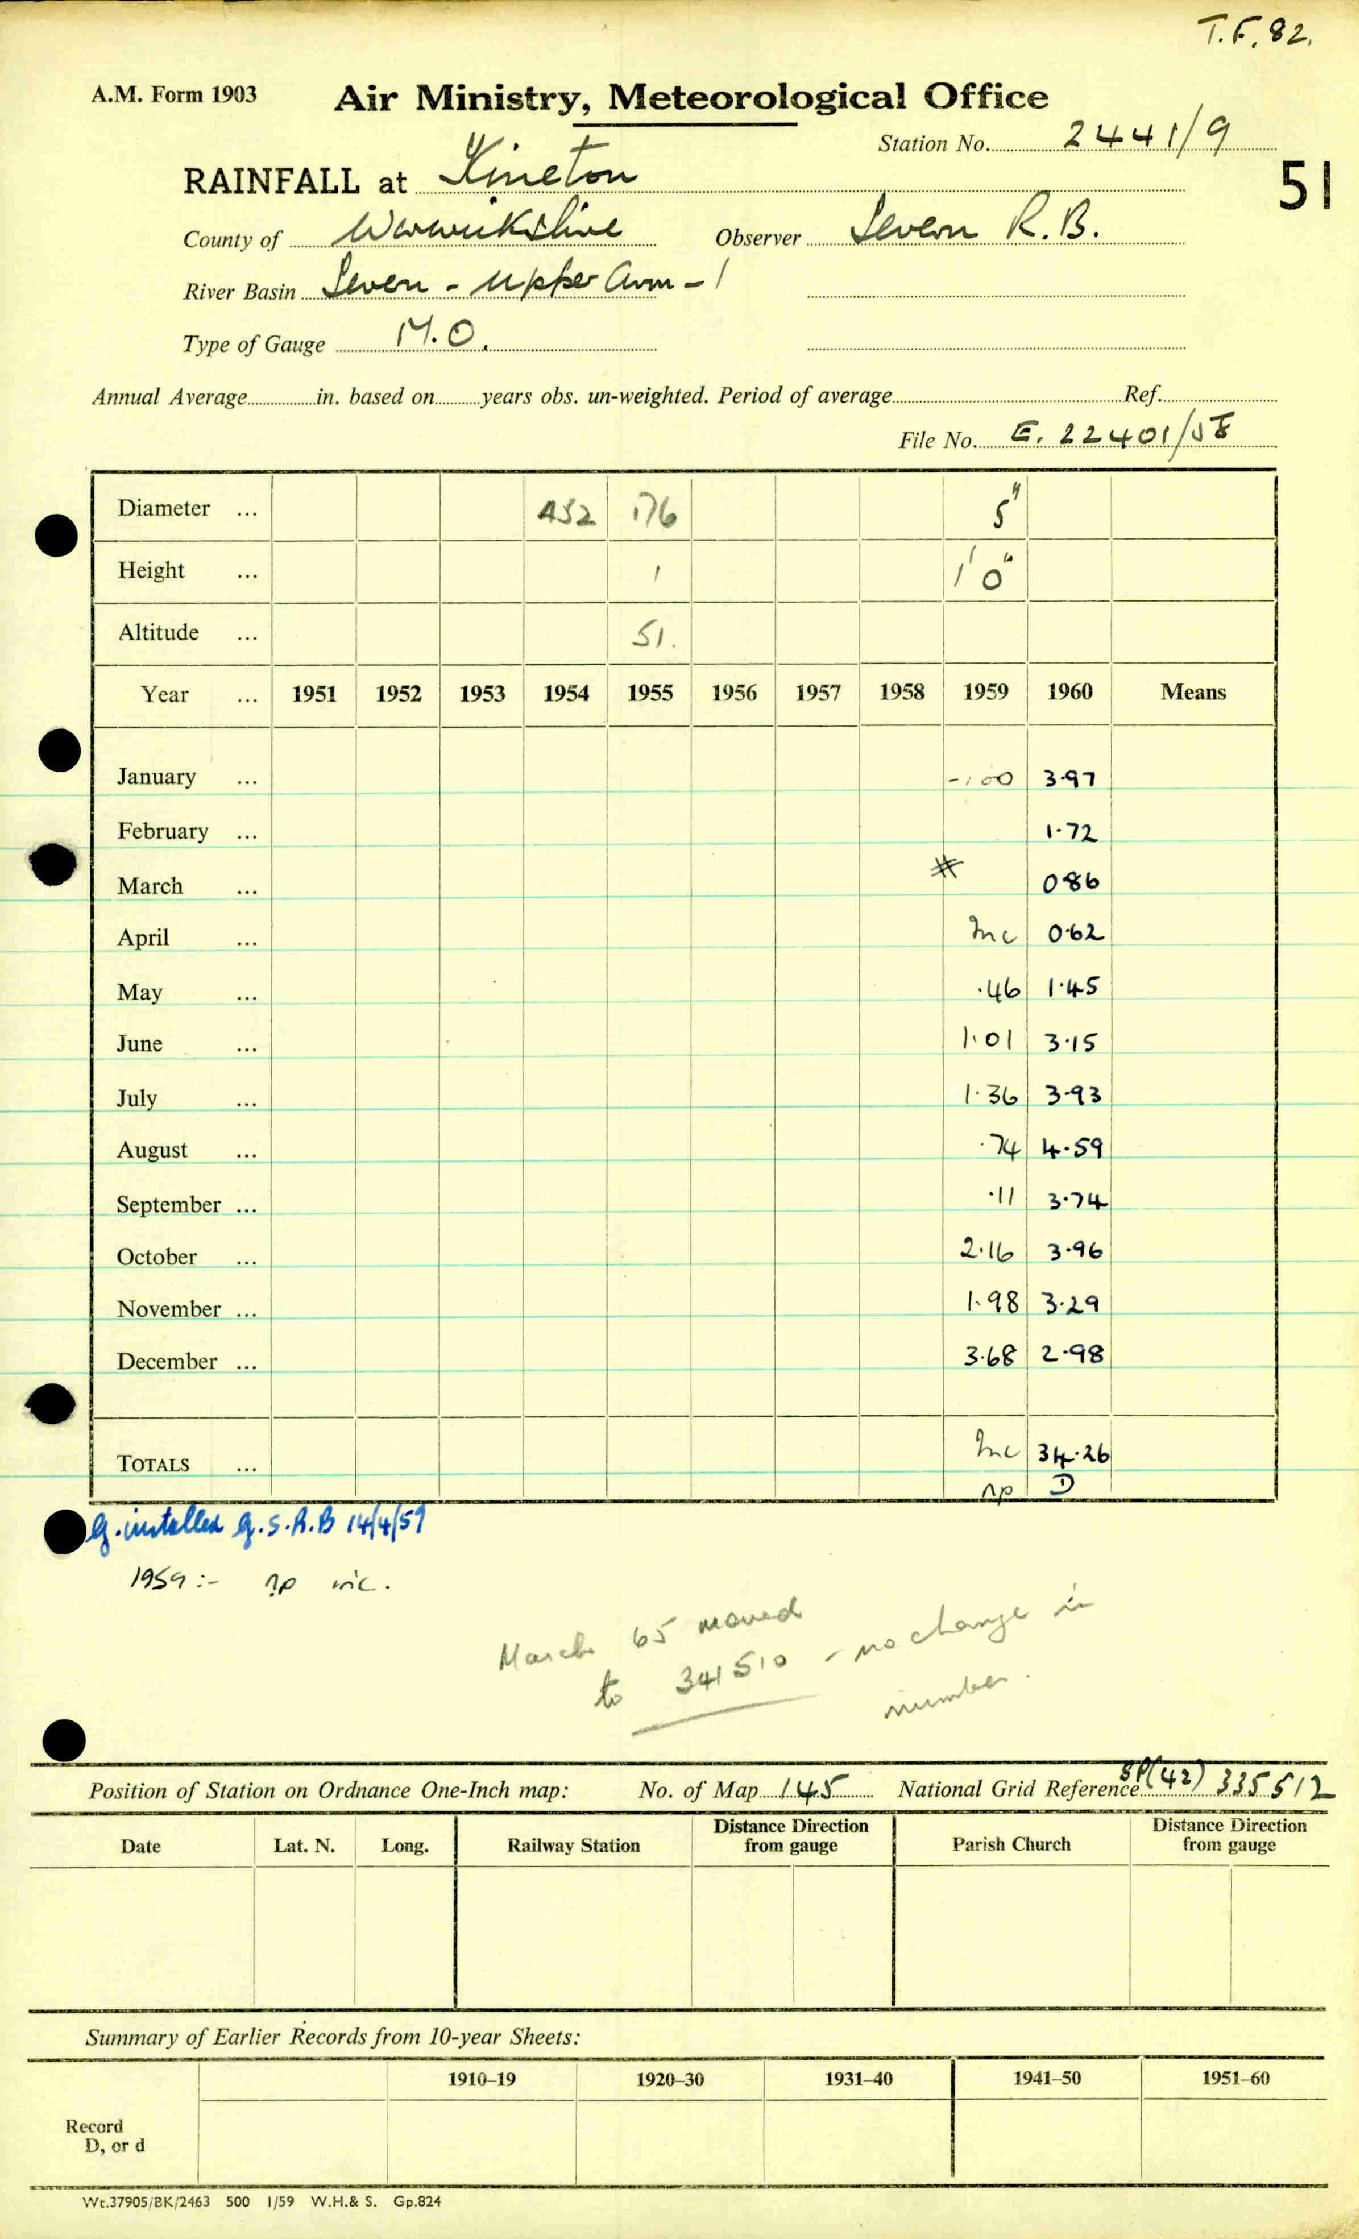 T.F. 82.
A.M. Form 1903 Air Ministry, Meteorological Office
Station No. 2441/9
RAINFALL at Kineton 51
County of Warwickshire Observer Severn R.B.
River Basin Severn - Upper Avon - 1
Type of Gauge M.O.
Annual Average in. based on years obs. un-weighted. Period of average Ref.
File No. E. 22401/58
Diameter ... 452 176 5"
Height ... 1 1' 0"
Altitude ... 51.
Year ... 1951 1952 1953 1954 1955 1956 1957 1958 1959 1960 Means
January ... 3.97
February ... 1.72
March ... 0.86
April ... Inc 0.62
May ... .46 1.45
June ... 1.01 3.15
July ... 1.36 3.93
August ... .74 4.59
September ... .11 3.74
October ... 2.16 3.96
November ... 1.98 3.29
December ... 3.68 2.98
TOTALS ... Inc 34.26
np D
G. installed S.R.B 14/4/59
1959 :- np inc.
March 65 moved
to 341510 - no change in
number.
Position of Station on Ordnance One-Inch map: No. of Map 145 National Grid Reference SP(42) 335512
Date Lat. N. Long. Railway Station Distance Direction from gauge Parish Church Distance Direction from gauge
Summary of Earlier Records from 10-year Sheets:
1910–19 1920–30 1931–40 1941–50 1951–60
Record
D, or d
Wt.37905/BK/2463 500 1/59 W.H.& S. Gp.824